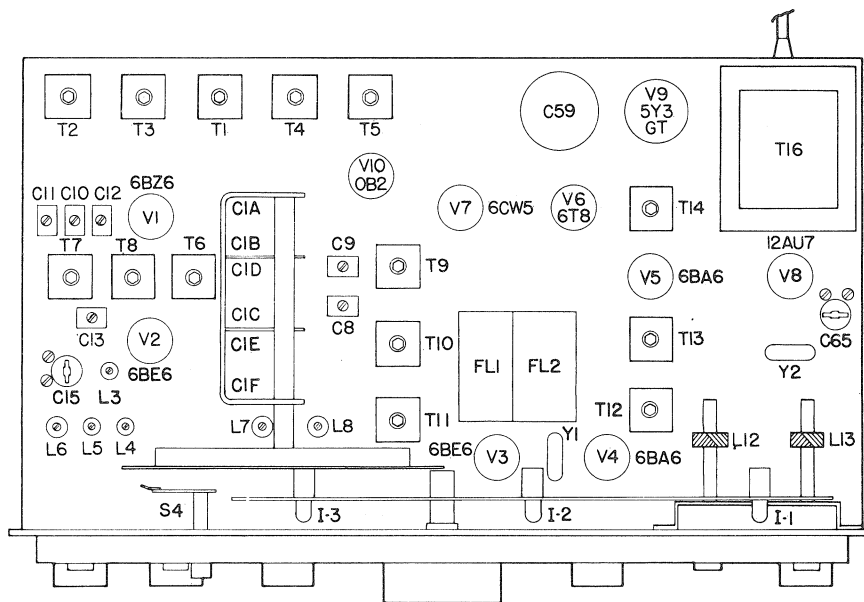 T2
T3
T1
T4
T5
C59
V9
5Y3
GT
T16
V10
OB2
6BZ6
C11
C10
C12
V1
C1A
V7
6CW5
V6
6T8
T14
C1B
T7
T8
T6
C1D
C9
T9
12AU7
V5
6BA6
V8
C13
C1C
C8
V2
C1E
T10
FL1
FL2
T13
C65
Y2
6BE6
C15
L3
C1F
T11
T12
L6
L5
L4
L7
L8
6BE6
V3
Y1
V4
6BA6
L12
L13
S4
I-3
I-2
I-1